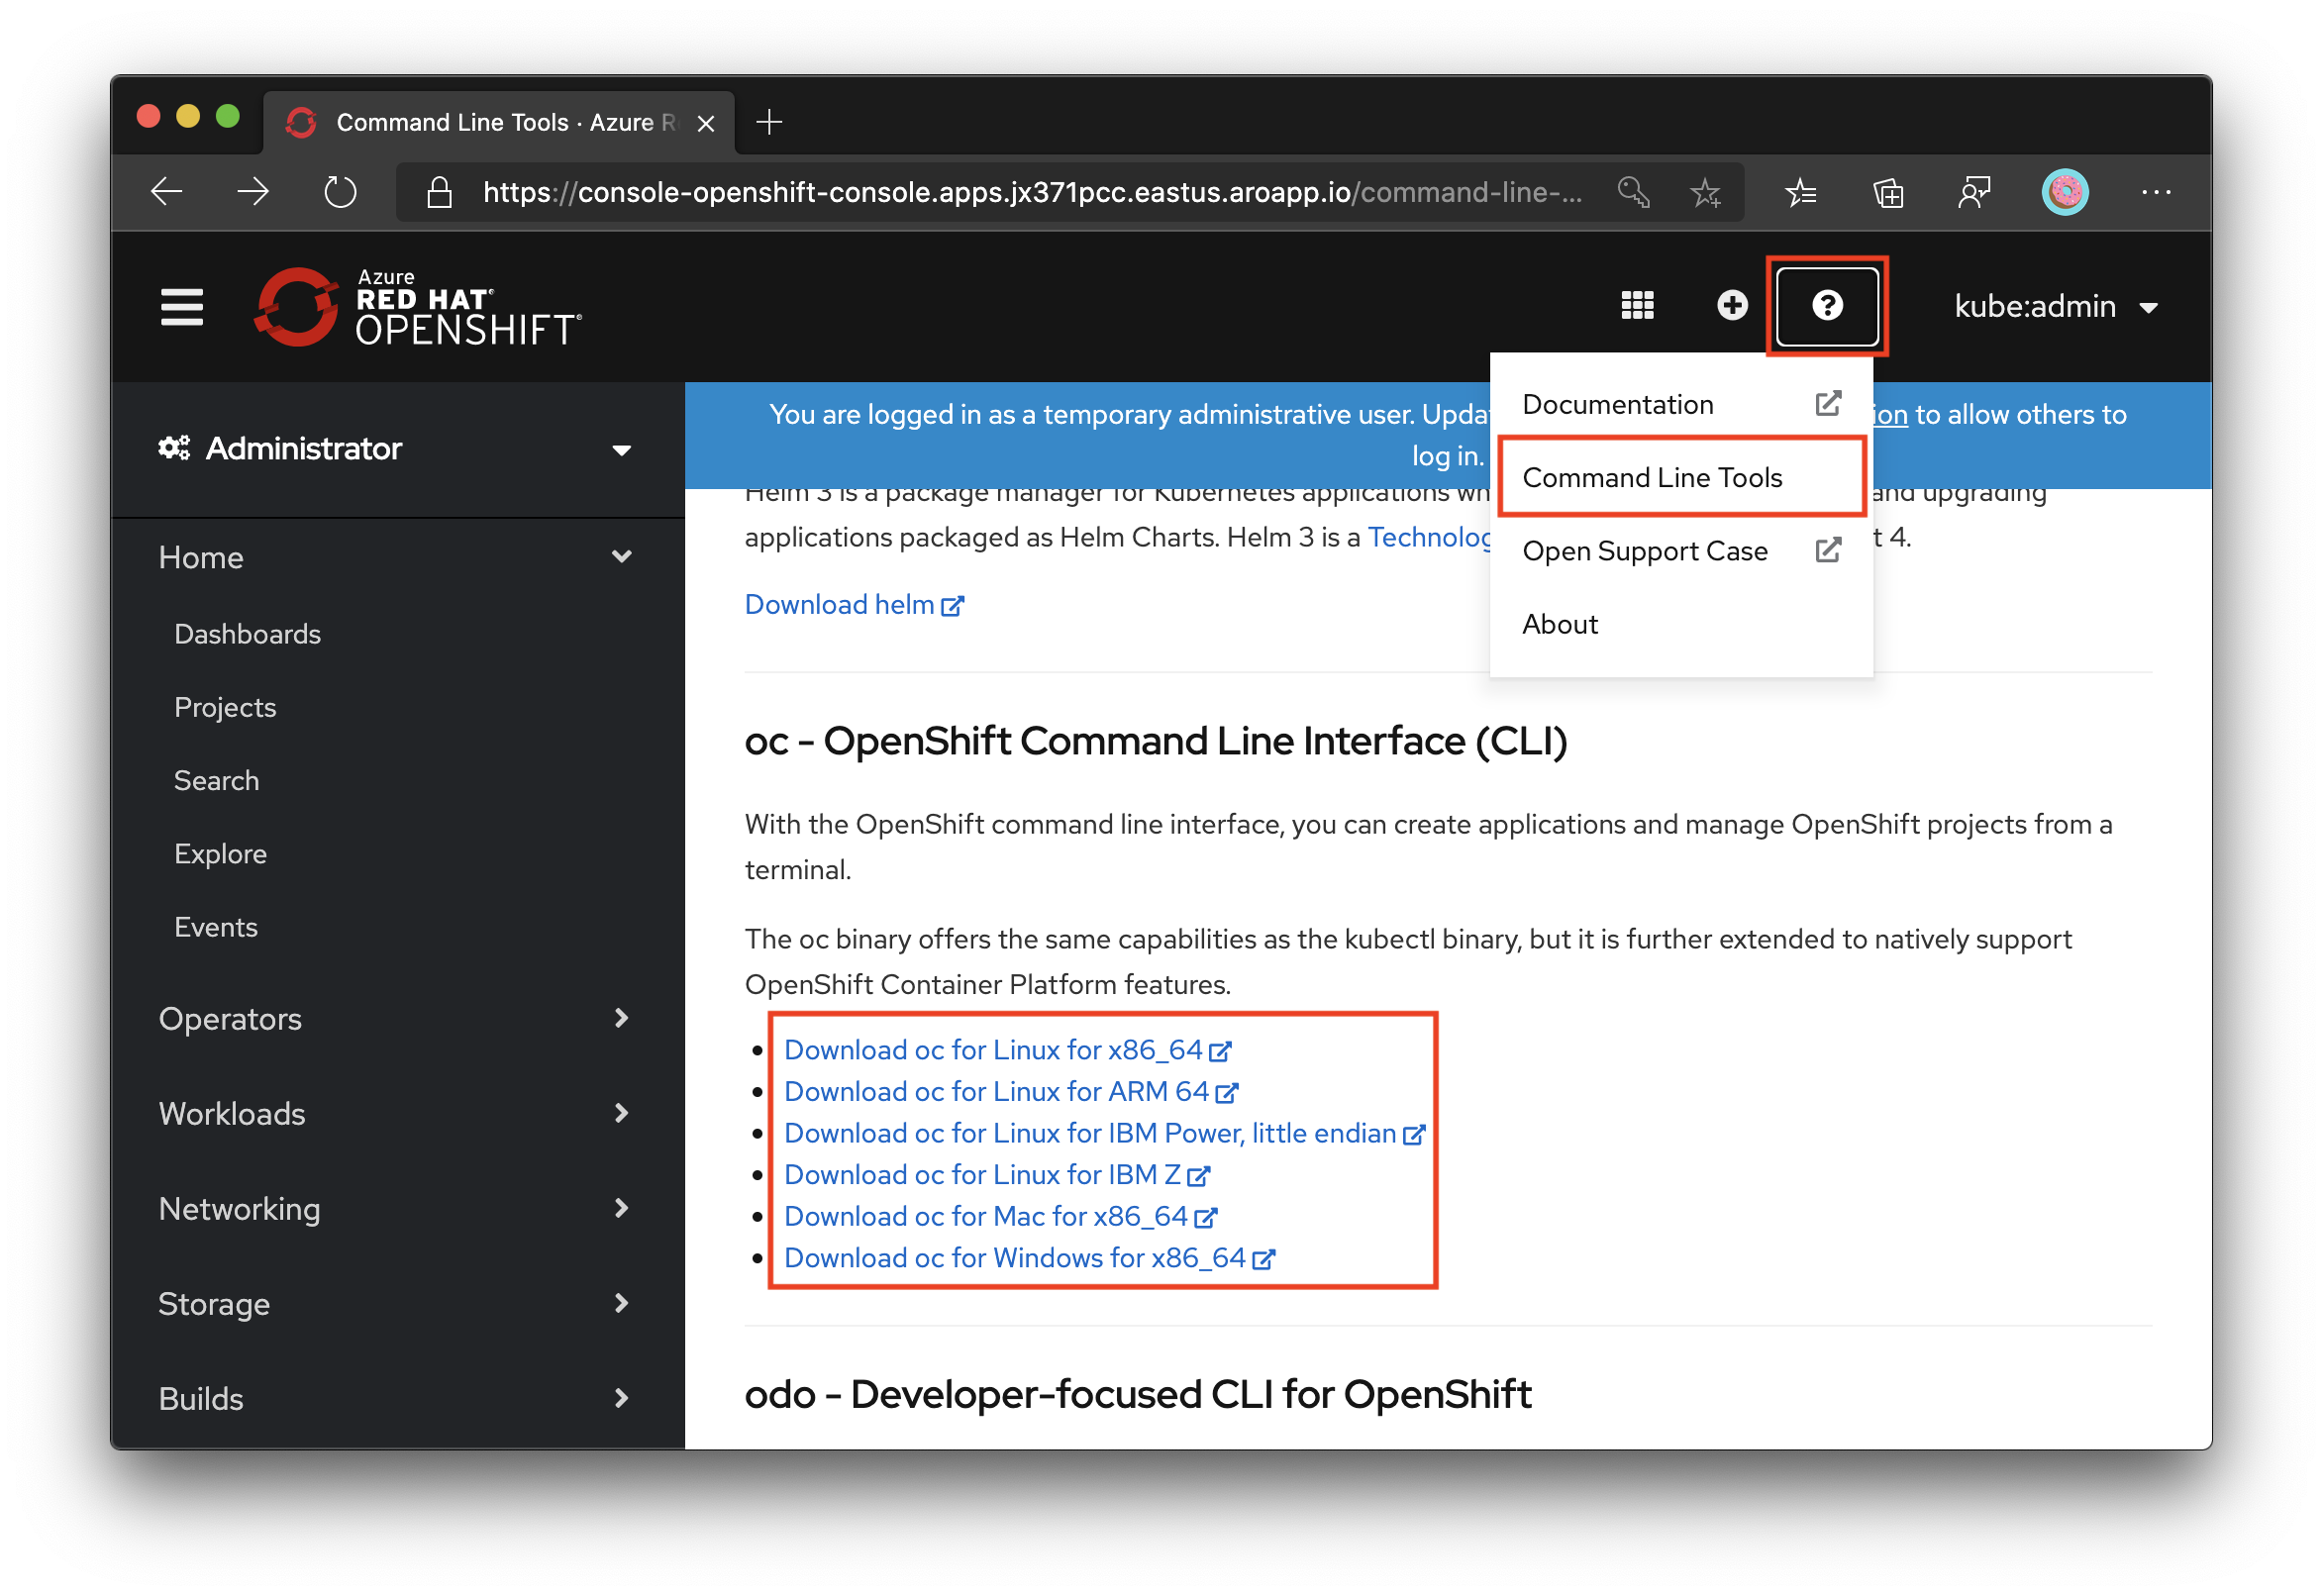 Command Line Tools · Azure R
https://console-openshift-console.apps.jx371pcc.eastus.aroapp.io/command-line-...
Azure
RED HAT
OPENSHIFT
kube:admin
Documentation
Command Line Tools
Open Support Case
About
Administrator
Home
Dashboards
Projects
Search
Explore
Events
Operators
Workloads
Networking
Storage
Builds
You are logged in as a temporary administrative user. to allow others to
log in.
Helm 3 is a package manager for Kubernetes applications and upgrading
applications packaged as Helm Charts. Helm 3 is a 4.
Download helm
oc - OpenShift Command Line Interface (CLI)
With the OpenShift command line interface, you can create applications and manage OpenShift projects from a
terminal.
The oc binary offers the same capabilities as the kubectl binary, but it is further extended to natively support
OpenShift Container Platform features.
Download oc for Linux for x86_64
Download oc for Linux for ARM 64
Download oc for Linux for IBM Power, little endian
Download oc for Linux for IBM Z
Download oc for Mac for x86_64
Download oc for Windows for x86_64
odo - Developer-focused CLI for OpenShift